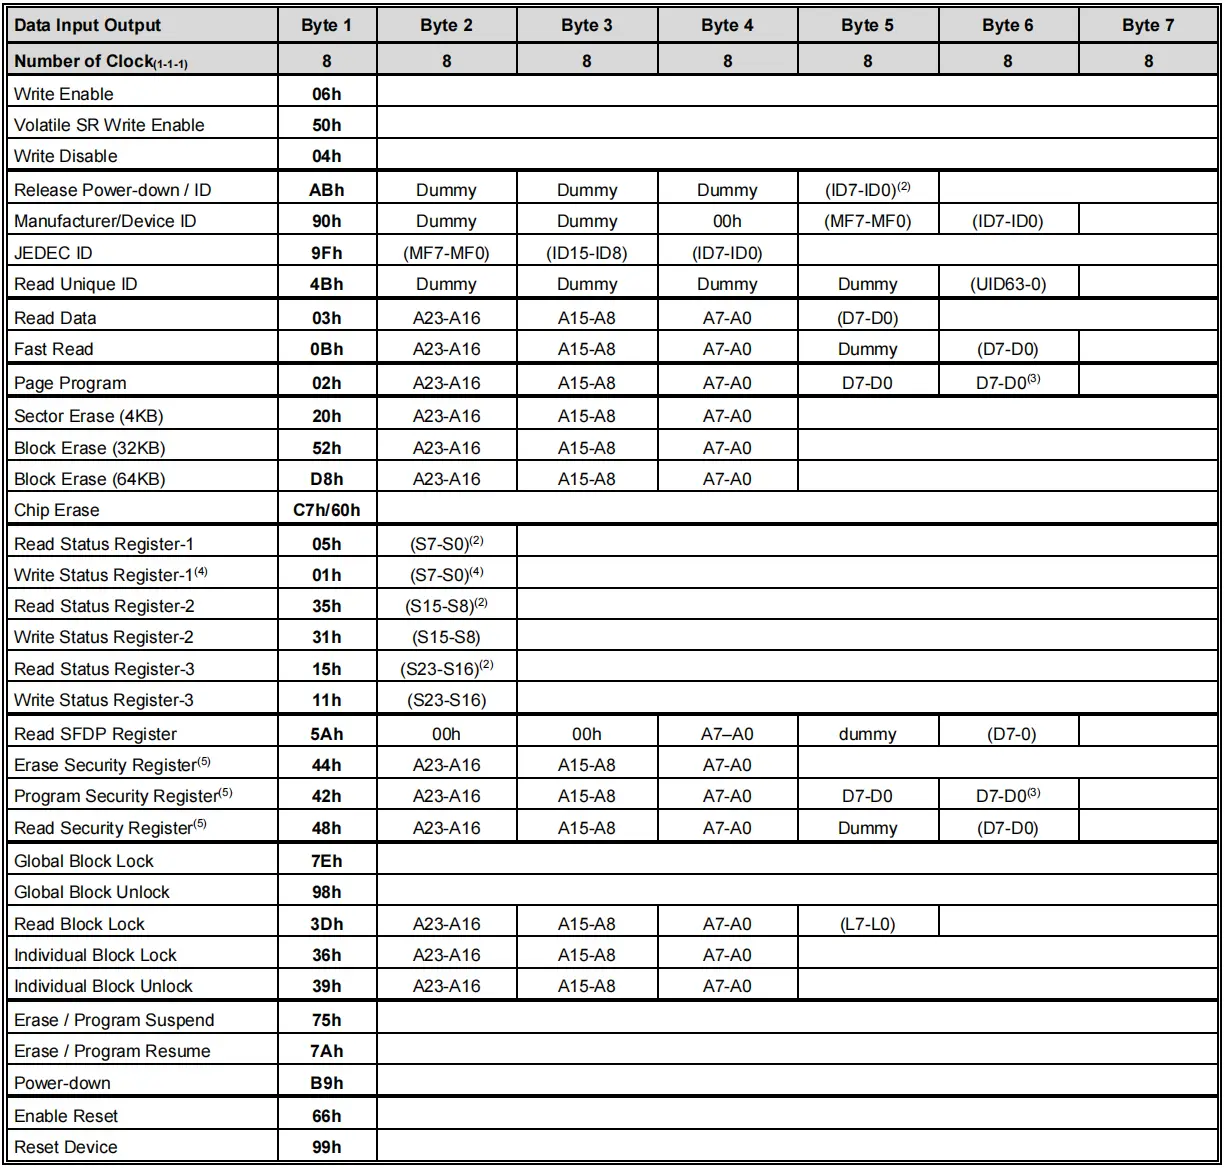 Data Input Output Byte 1 Byte 2 Byte 3 Byte 4 Byte 5 Byte 6 Byte 7
Number of Clock(1-1-1) 8 8 8 8 8 8 8
Write Enable 06h
Volatile SR Write Enable 50h
Write Disable 04h
Release Power-down / ID ABh Dummy Dummy Dummy (ID7-ID0)(2)
Manufacturer/Device ID 90h Dummy Dummy 00h (MF7-MF0) (ID7-ID0)
JEDEC ID 9Fh (MF7-MF0) (ID15-ID8) (ID7-ID0)
Read Unique ID 4Bh Dummy Dummy Dummy Dummy (UID63-0)
Read Data 03h A23-A16 A15-A8 A7-A0 (D7-D0)
Fast Read 0Bh A23-A16 A15-A8 A7-A0 Dummy (D7-D0)
Page Program 02h A23-A16 A15-A8 A7-A0 D7-D0 D7-D0(3)
Sector Erase (4KB) 20h A23-A16 A15-A8 A7-A0
Block Erase (32KB) 52h A23-A16 A15-A8 A7-A0
Block Erase (64KB) D8h A23-A16 A15-A8 A7-A0
Chip Erase C7h/60h
Read Status Register-1 05h (S7-S0)(2)
Write Status Register-1(4) 01h (S7-S0)(4)
Read Status Register-2 35h (S15-S8)(2)
Write Status Register-2 31h (S15-S8)
Read Status Register-3 15h (S23-S16)(2)
Write Status Register-3 11h (S23-S16)
Read SFDP Register 5Ah 00h 00h A7–A0 dummy (D7-0)
Erase Security Register(5) 44h A23-A16 A15-A8 A7-A0
Program Security Register(5) 42h A23-A16 A15-A8 A7-A0 D7-D0 D7-D0(3)
Read Security Register(5) 48h A23-A16 A15-A8 A7-A0 Dummy (D7-D0)
Global Block Lock 7Eh
Global Block Unlock 98h
Read Block Lock 3Dh A23-A16 A15-A8 A7-A0 (L7-L0)
Individual Block Lock 36h A23-A16 A15-A8 A7-A0
Individual Block Unlock 39h A23-A16 A15-A8 A7-A0
Erase / Program Suspend 75h
Erase / Program Resume 7Ah
Power-down B9h
Enable Reset 66h
Reset Device 99h